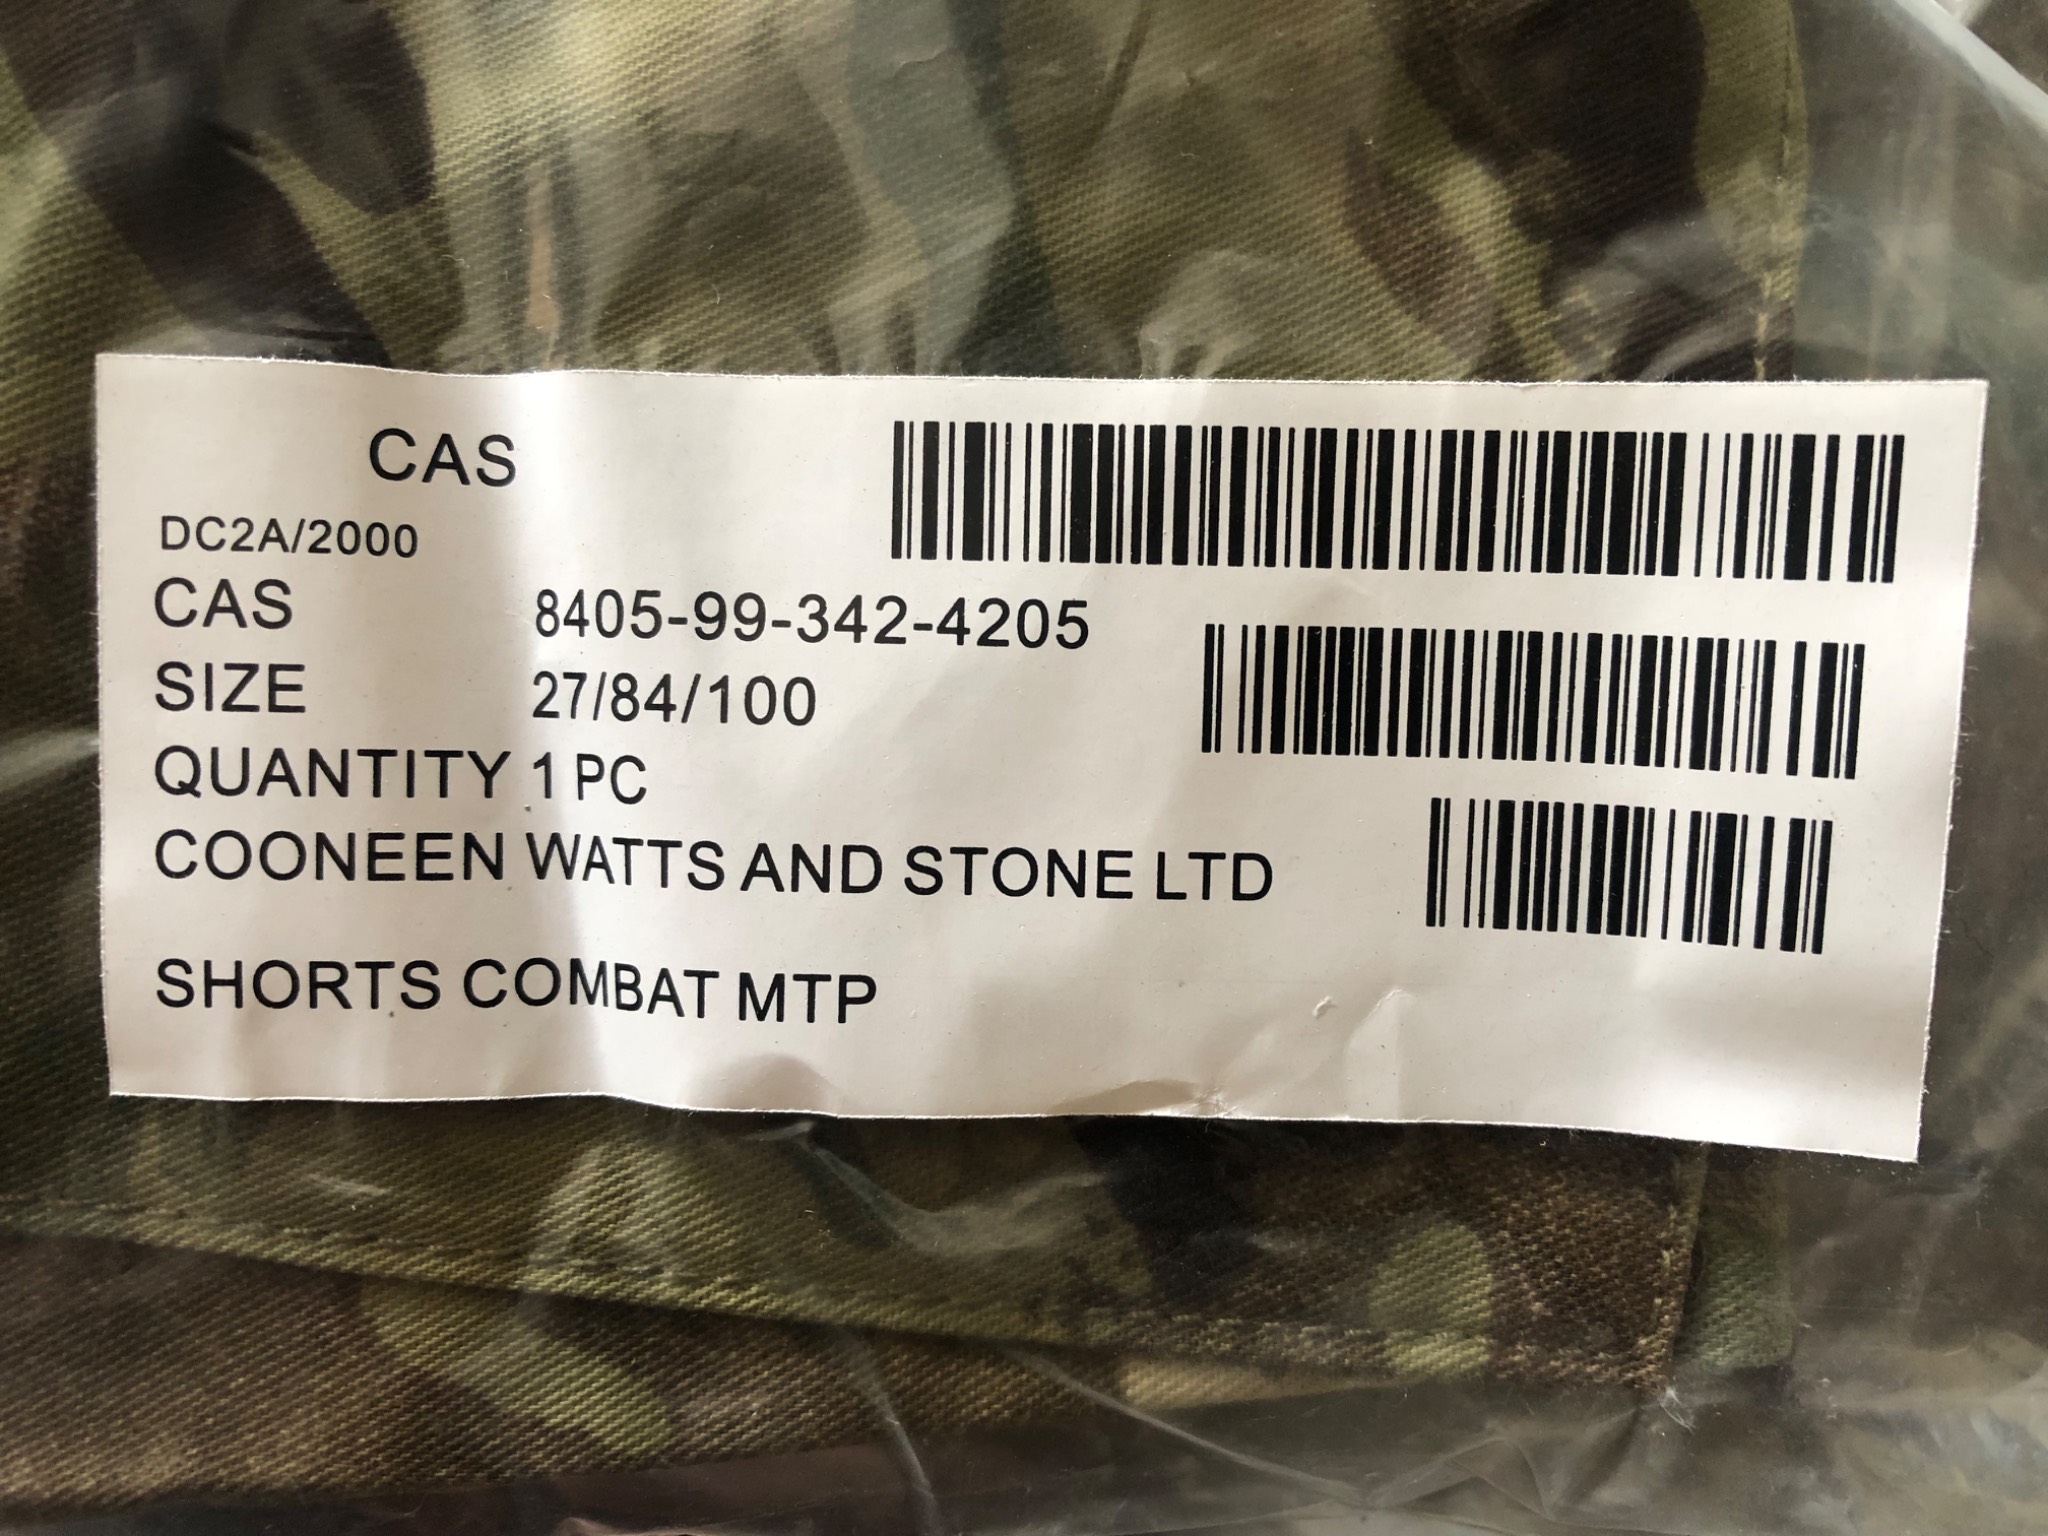 CAS
DC2A/2000
CAS 8405-99-342-4205
SIZE 27/84/100
QUANTITY 1 PC
COONEEN WATTS AND STONE LTD
SHORTS COMBAT MTP